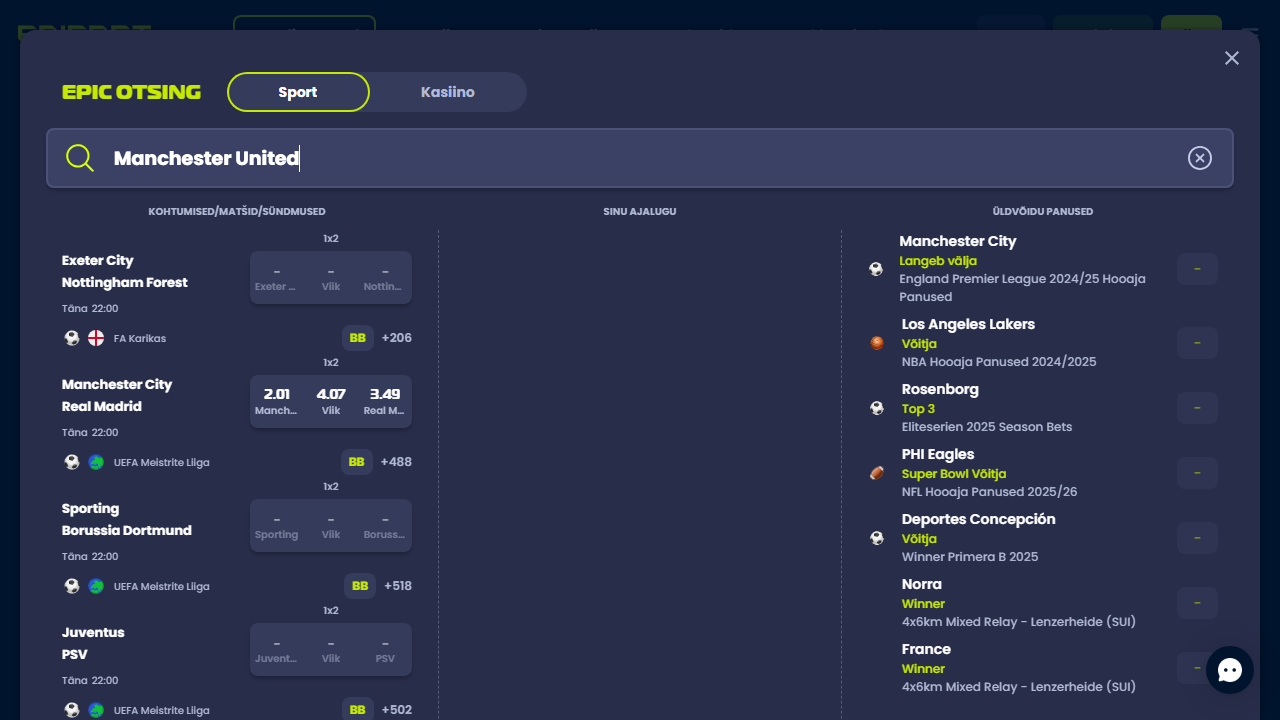 EPIC OTSING
Sport
Kasiino
Manchester United
KOHTUMISED/MATŠID/SÜNDMUSED
1x2
Exeter City
Nottingham Forest
Täna 22:00
- - -
Exeter ... Viik Nottin...
FA Karikas
BB +206
1x2
Manchester City
Real Madrid
Täna 22:00
2.01 4.07 3.49
Manch... Viik Real M...
UEFA Meistrite Liiga
BB +488
1x2
Sporting
Borussia Dortmund
Täna 22:00
- - -
Sporting Viik Boruss...
UEFA Meistrite Liiga
BB +518
1x2
Juventus
PSV
Täna 22:00
- - -
Juvent... Viik PSV
UEFA Meistrite Liiga
BB +502
SINU AJALUGU
ÜLDVÕIDU PANUSED
Manchester City
Langeb välja
England Premier League 2024/25 Hooaja
Panused
-
Los Angeles Lakers
Võitja
NBA Hooaja Panused 2024/2025
-
Rosenborg
Top 3
Eliteserien 2025 Season Bets
-
PHI Eagles
Super Bowl Võitja
NFL Hooaja Panused 2025/26
-
Deportes Concepción
Võitja
Winner Primera B 2025
-
Norra
Winner
4x6km Mixed Relay - Lenzerheide (SUI)
-
France
Winner
4x6km Mixed Relay - Lenzerheide (SUI)
-